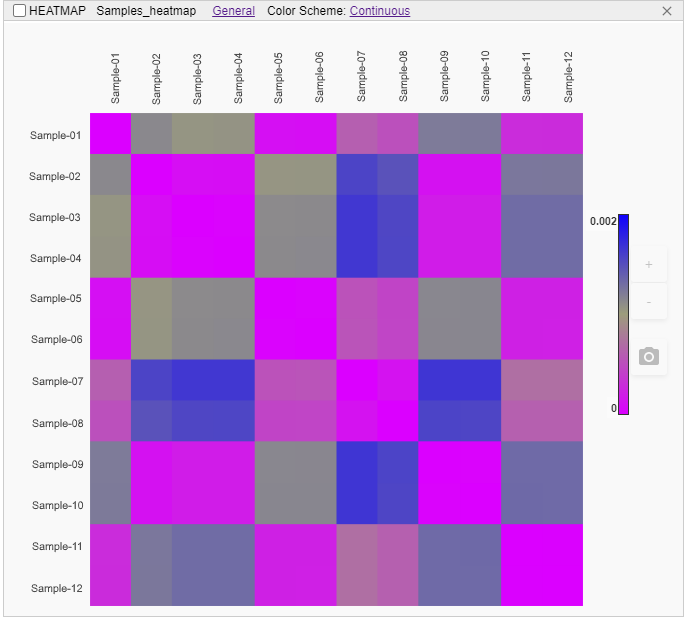 HEATMAP Samples_heatmap General Color Scheme: Continuous
Sample-01 Sample-02 Sample-03 Sample-04 Sample-05 Sample-06 Sample-07 Sample-08 Sample-09 Sample-10 Sample-11 Sample-12
Sample-01
Sample-02
Sample-03
Sample-04
Sample-05
Sample-06
Sample-07
Sample-08
Sample-09
Sample-10
Sample-11
Sample-12
0.002
+
-
0